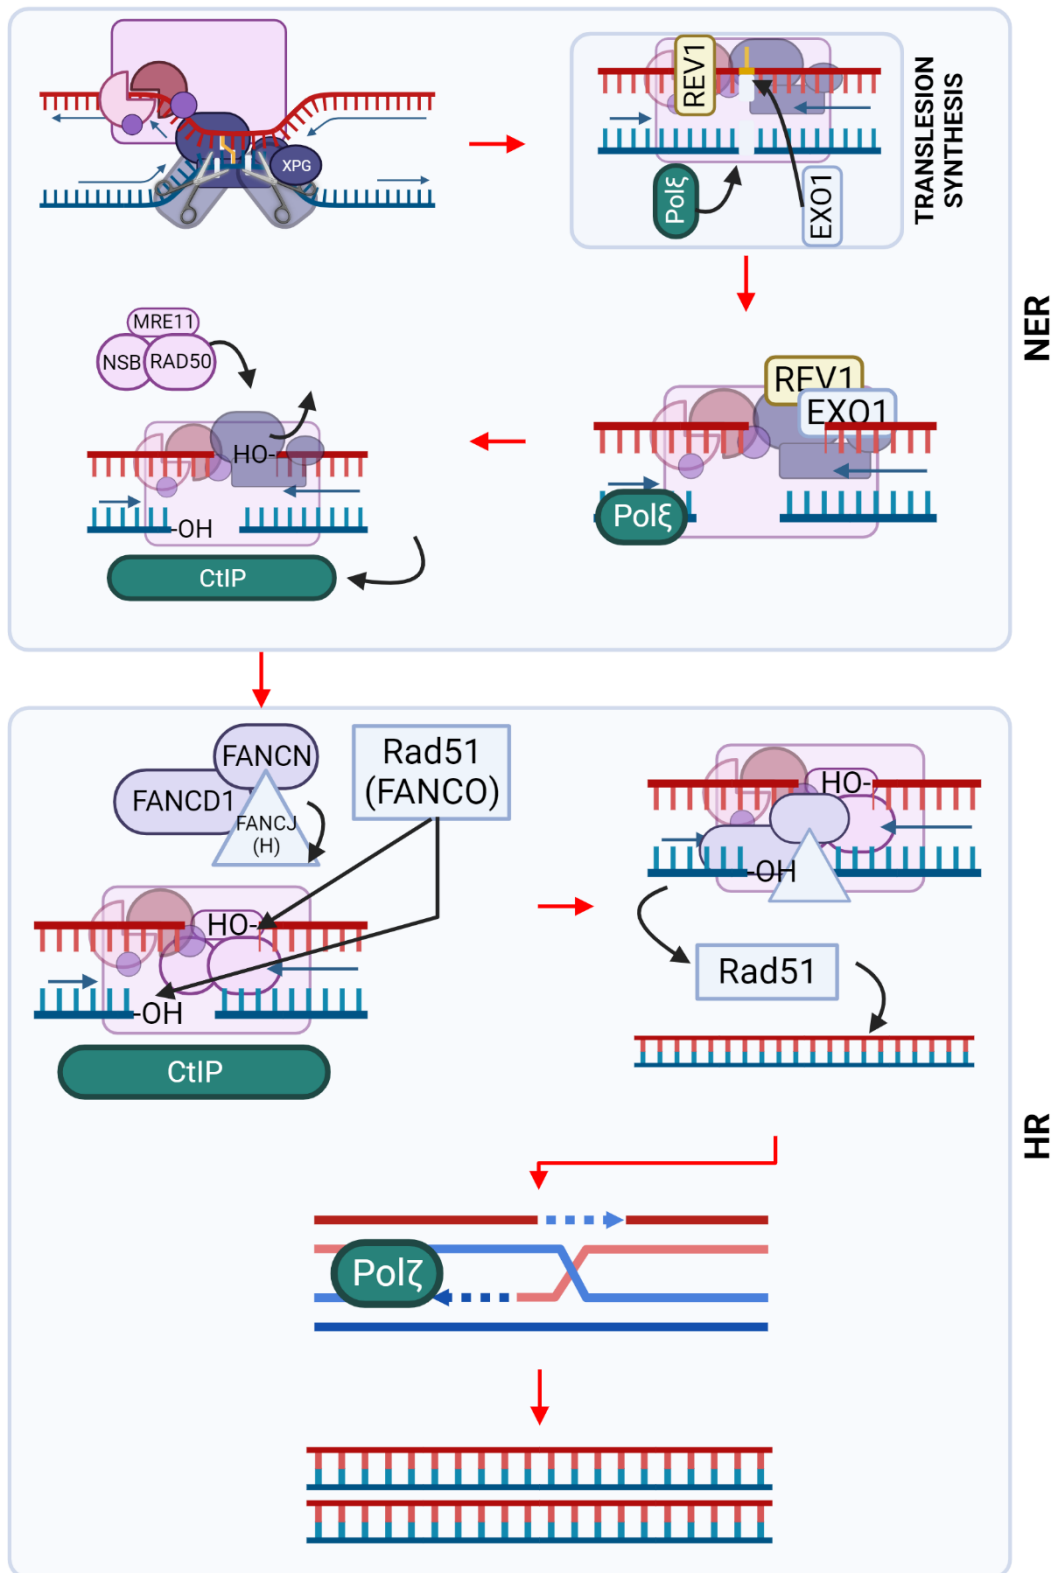 XPG
REV1
Polξ
EXO1
TRANSLESION
SYNTHESIS
NER
MRE11
NSB
RAD50
HO-
-OH
CtIP
REV1
EXO1
Polξ
FANCN
FANCD1
FANCJ
(H)
Rad51
(FANCO)
HO-
-OH
CtIP
HO-
-OH
Rad51
HR
Polζ